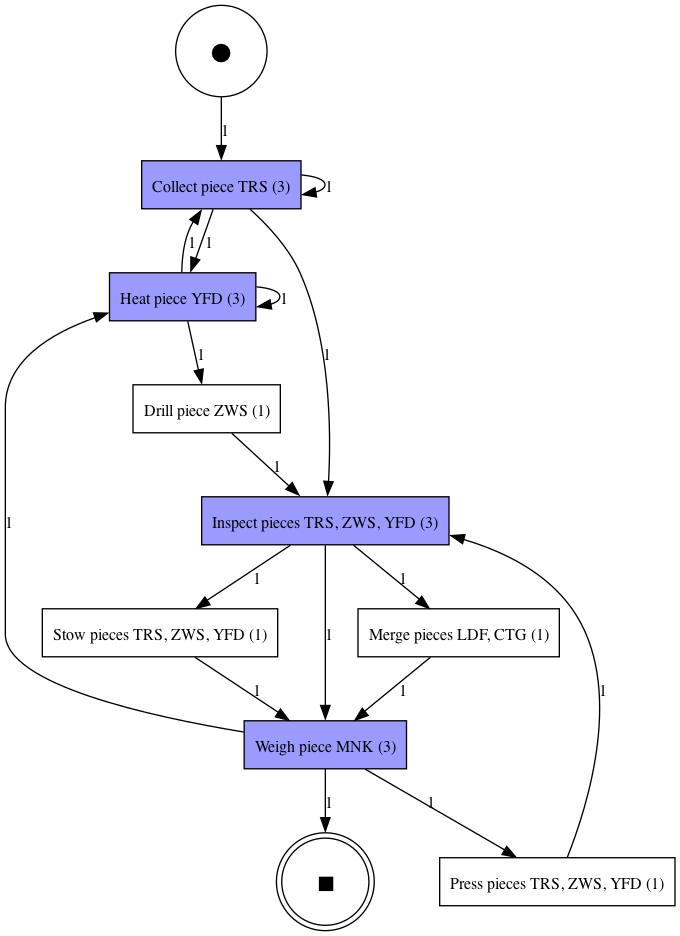 1
Collect piece TRS (3)
1
1
1
Heat piece YFD (3)
1
1
1
Drill piece ZWS (1)
1
Inspect pieces TRS, ZWS, YFD (3)
1
1
1
1
1
Stow pieces TRS, ZWS, YFD (1)
Merge pieces LDF, CTG (1)
1
1
Weigh piece MNK (3)
1
1
Press pieces TRS, ZWS, YFD (1)